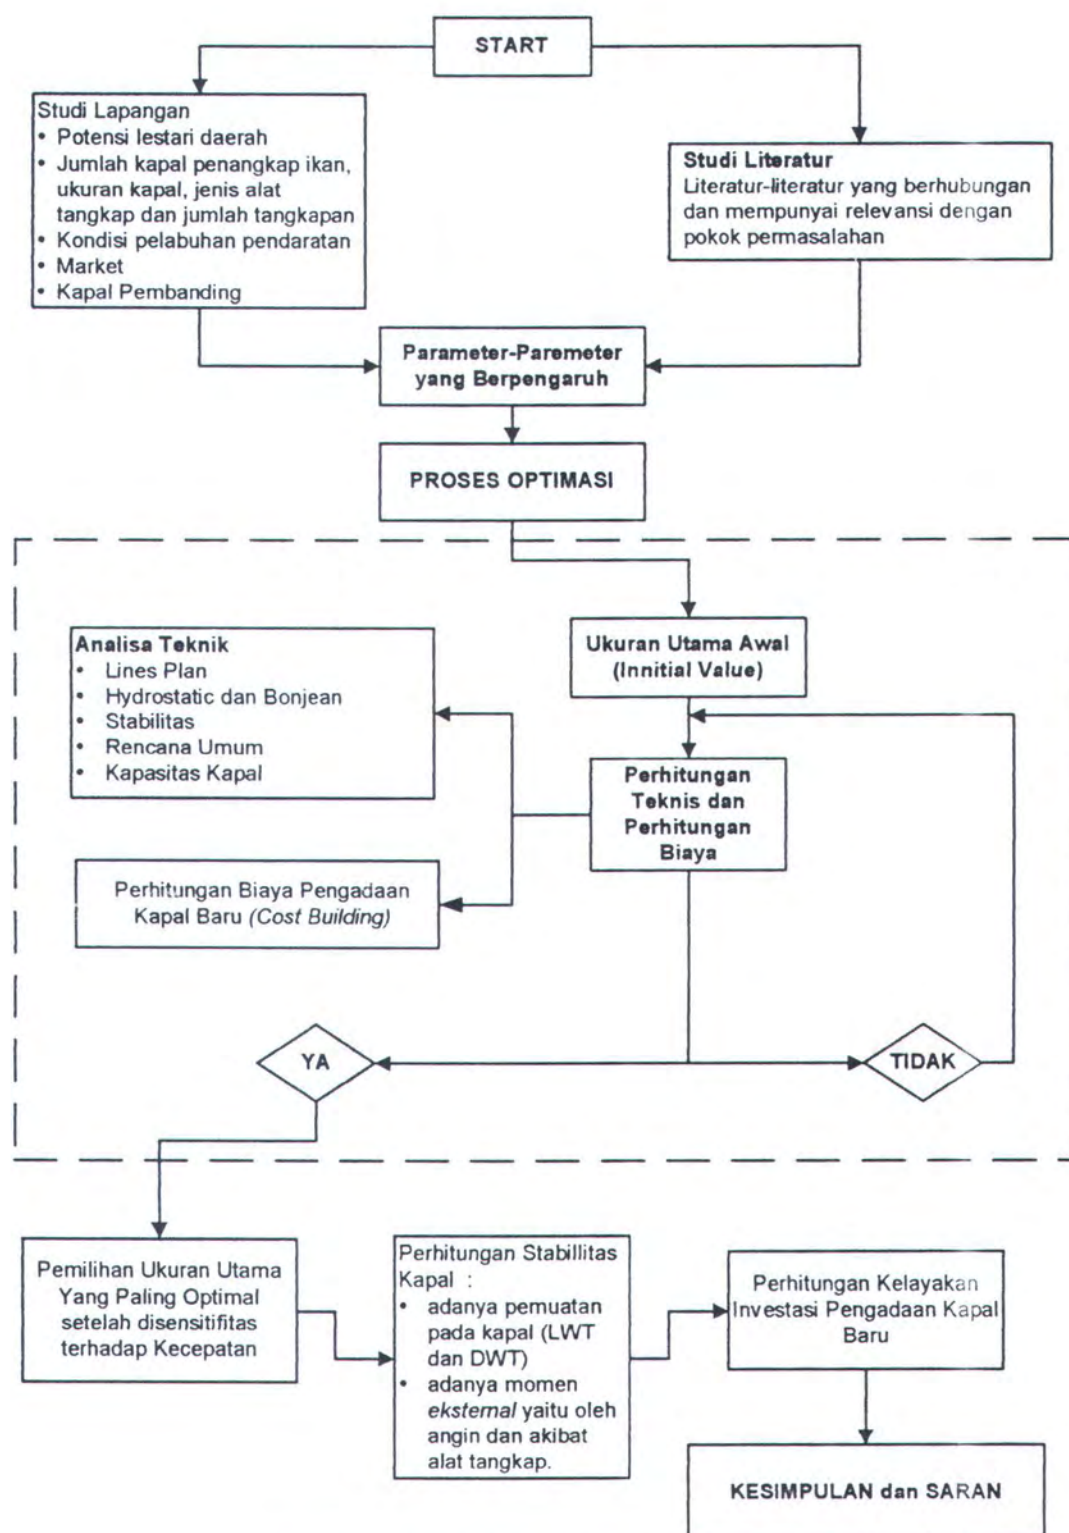 START
Studi Lapangan
• Potensi lestari daerah
• Jumlah kapal penangkap ikan,
ukuran kapal, jenis alat
tangkap dan jumlah tangkapan
• Kondisi pelabuhan pendaratan
• Market
• Kapal Pembanding
Studi Literatur
Literatur-literatur yang berhubungan
dan mempunyai relevansi dengan
pokok permasalahan
Parameter-Paremeter
yang Berpengaruh
PROSES OPTIMASI
Ukuran Utama Awal
(Innitial Value)
Analisa Teknik
• Lines Plan
• Hydrostatic dan Bonjean
• Stabilitas
• Rencana Umum
• Kapasitas Kapal
Perhitungan
Teknis dan
Perhitungan
Biaya
Perhitungan Biaya Pengadaan
Kapal Baru (Cost Building)
YA
TIDAK
Pemilihan Ukuran Utama
Yang Paling Optimal
setelah disensitifitas
terhadap Kecepatan
Perhitungan Stabillitas
Kapal :
• adanya pemuatan
pada kapal (LWT
dan DWT)
• adanya momen
eksternal yaitu oleh
angin dan akibat
alat tangkap.
Perhitungan Kelayakan
Investasi Pengadaan Kapal
Baru
KESIMPULAN dan SARAN